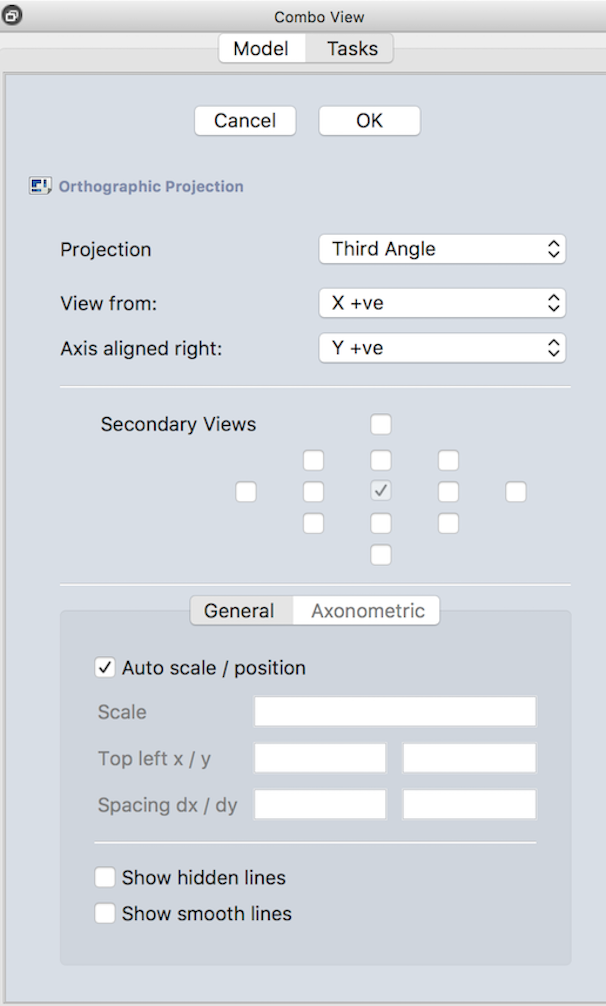 Combo View
Model Tasks
Cancel OK
Orthographic Projection
Projection Third Angle
View from: X +ve
Axis aligned right: Y +ve
Secondary Views
General Axonometric
Auto scale / position
Scale
Top left x / y
Spacing dx / dy
Show hidden lines
Show smooth lines